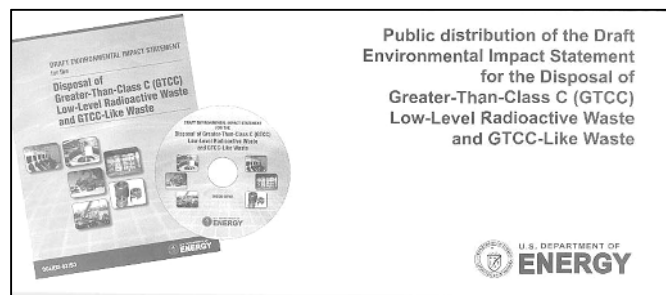 DRAFT ENVIRONMENTAL IMPACT STATEMENT
for the
Disposal of
Greater-Than-Class C (GTCC)
Low-Level Radioactive Waste
and GTCC-Like Waste
U.S. DEPARTMENT OF
ENERGY
DRAFT ENVIRONMENTAL IMPACT STATEMENT
FOR THE
Disposal of Greater-Than-Class C (GTCC)
Low-Level Radioactive Waste
and GTCC-Like Waste
ENERGY
Public distribution of the Draft
Environmental Impact Statement
for the Disposal of
Greater-Than-Class C (GTCC)
Low-Level Radioactive Waste
and GTCC-Like Waste
U.S. DEPARTMENT OF
ENERGY